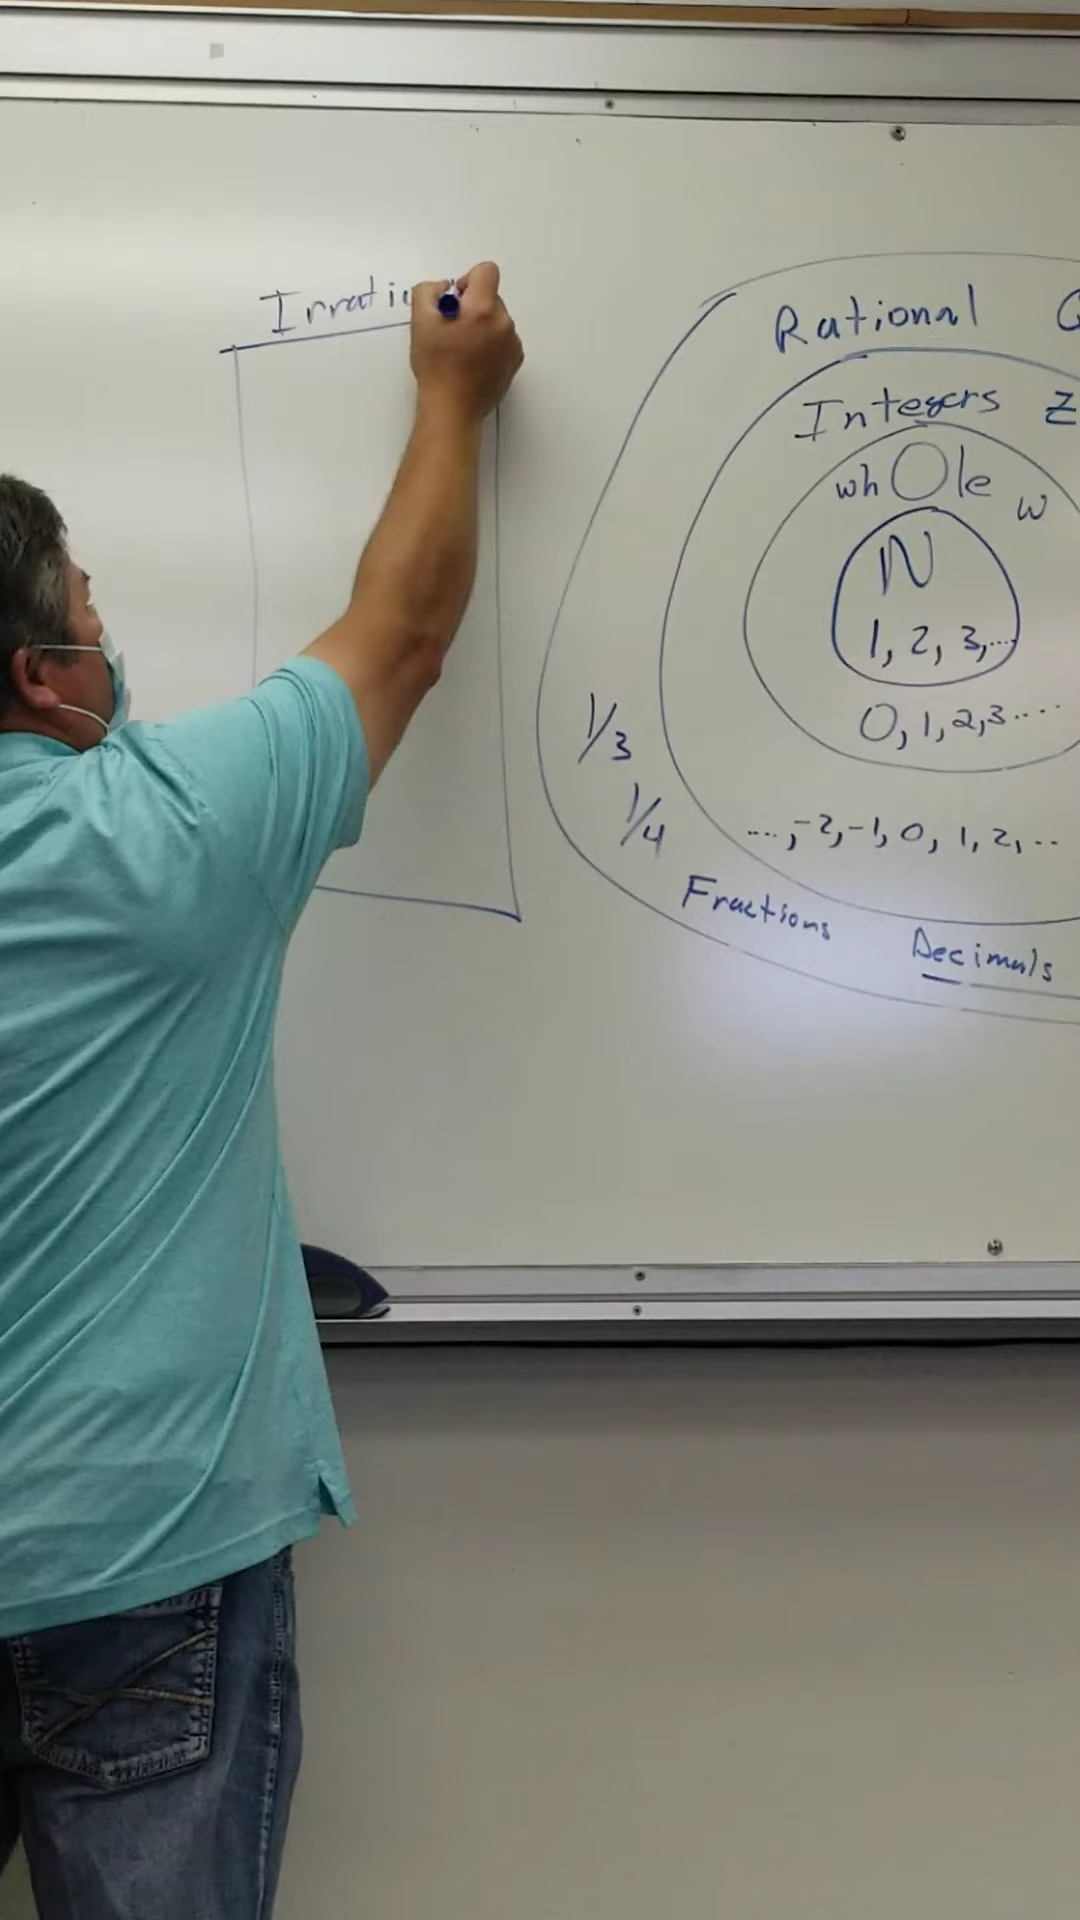 Irratio
Rational Q
Integers Z
whOle W
N
1, 2, 3,...
0, 1, 2, 3....
1/3
1/4
...., -2, -1, 0, 1, 2, ..
Fractions
Decimals